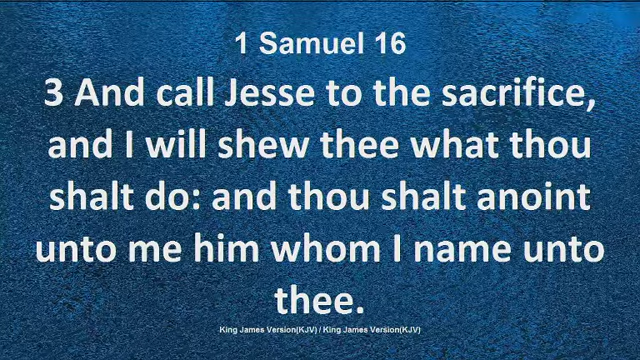 1 Samuel 16
3 And call Jesse to the sacrifice,
and I will shew thee what thou
shalt do: and thou shalt anoint
unto me him whom I name unto
thee.
King James Version(KJV) / King James Version(KJV)